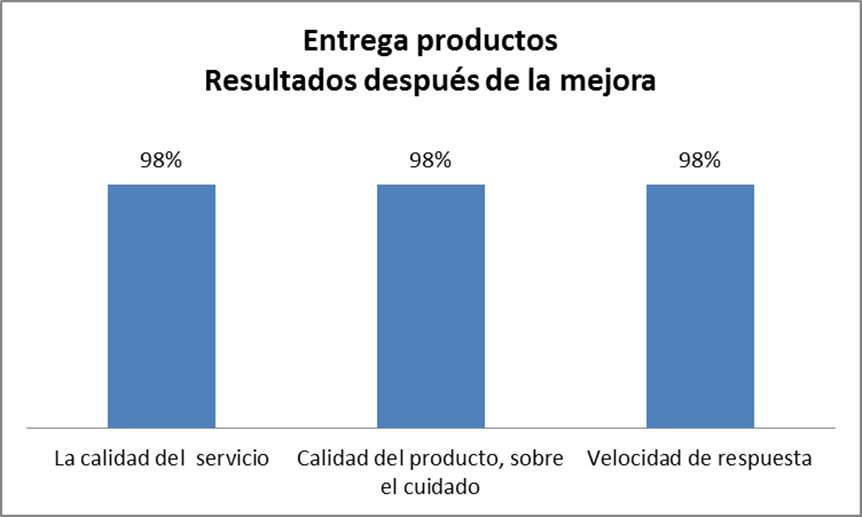 Entrega productos
Resultados después de la mejora
98%
98%
98%
La calidad del  servicio
Calidad del producto, sobre
el cuidado
Velocidad de respuesta